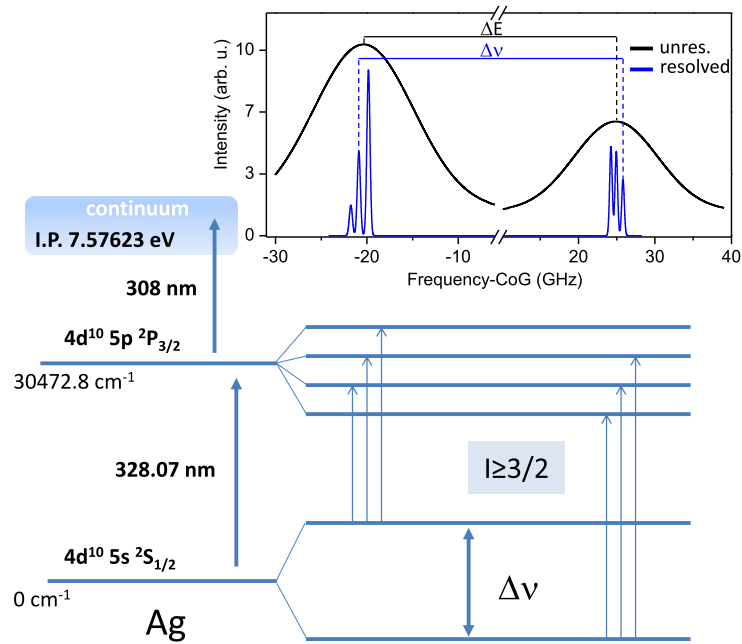 ΔE
Δν
unres.
resolved
Intensity (arb. u.)
10
7
3
0
-30
-20
-10
10
20
30
40
Frequency-CoG (GHz)
continuum
I.P. 7.57623 eV
308 nm
4d¹⁰ 5p ²P₃/₂
30472.8 cm⁻¹
328.07 nm
I≥3/2
4d¹⁰ 5s ²S₁/₂
Δν
0 cm⁻¹
Ag